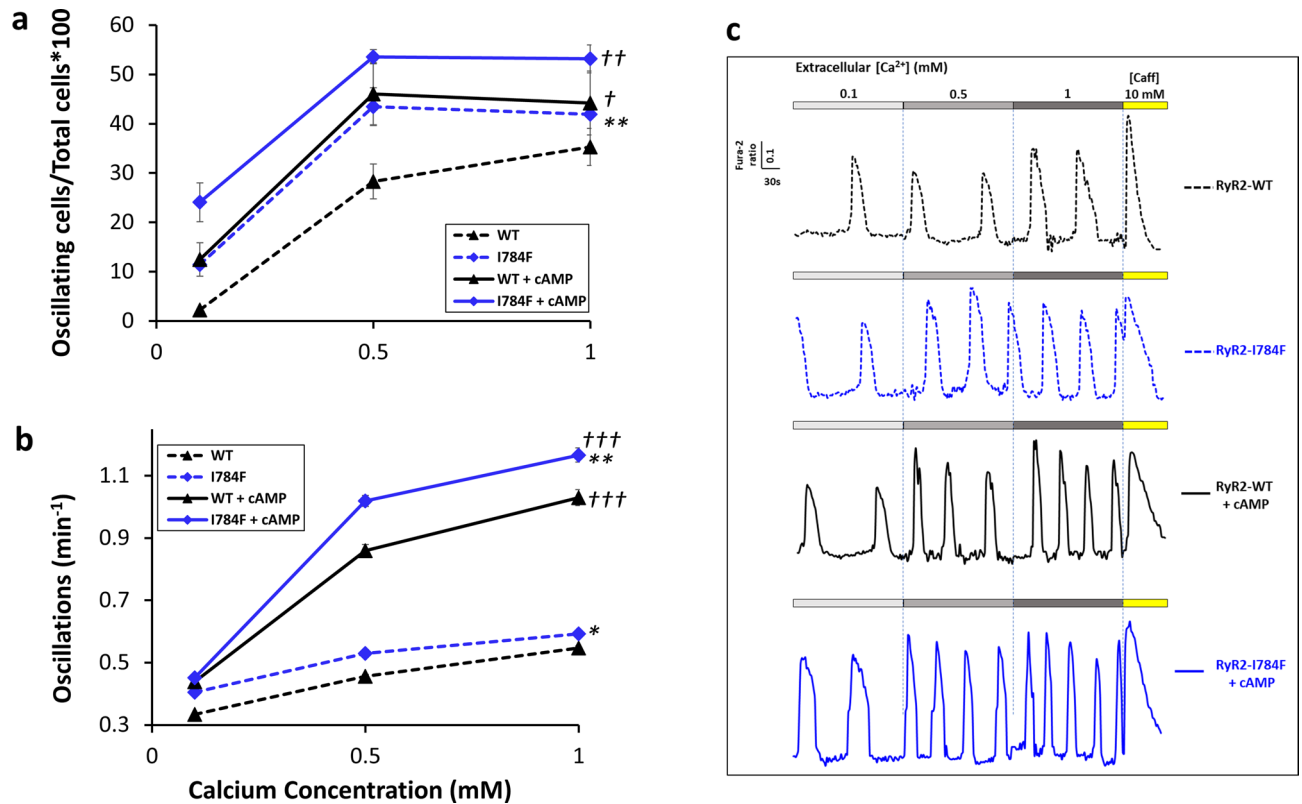 a
Oscillating cells/Total cells*100
60
50
40
30
20
10
0
0
0.5
1
††
†
**
WT
I784F
WT + cAMP
I784F + cAMP
b
Oscillations (min-1)
1.1
0.9
0.7
0.5
0.3
0
0.5
1
†††
**
†††
*
WT
I784F
WT + cAMP
I784F + cAMP
Calcium Concentration (mM)
c
Extracellular [Ca2+] (mM)
[Caff]
0.1
0.5
1
10 mM
Fura-2
ratio
0.1
30s
RyR2-WT
RyR2-I784F
RyR2-WT
+ cAMP
RyR2-I784F
+ cAMP